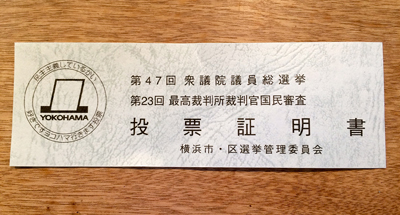 第47回 衆議院議員総選挙
第23回 最高裁判所裁判官国民審査
投票証明書
横浜市・区選挙管理委員会
YOKOHAMA